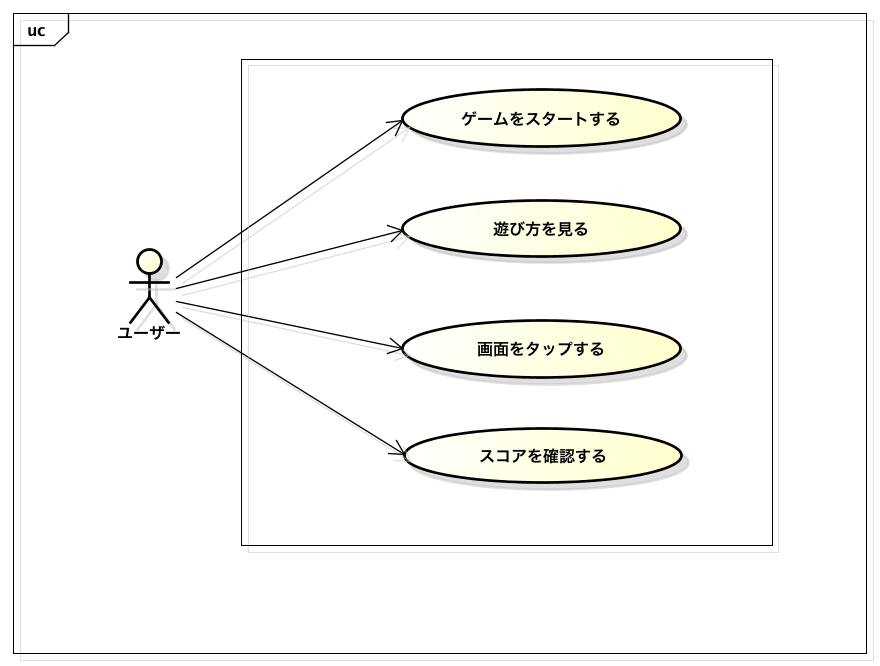 uc
ゲームをスタートする
遊び方を見る
ユーザー
画面をタップする
スコアを確認する